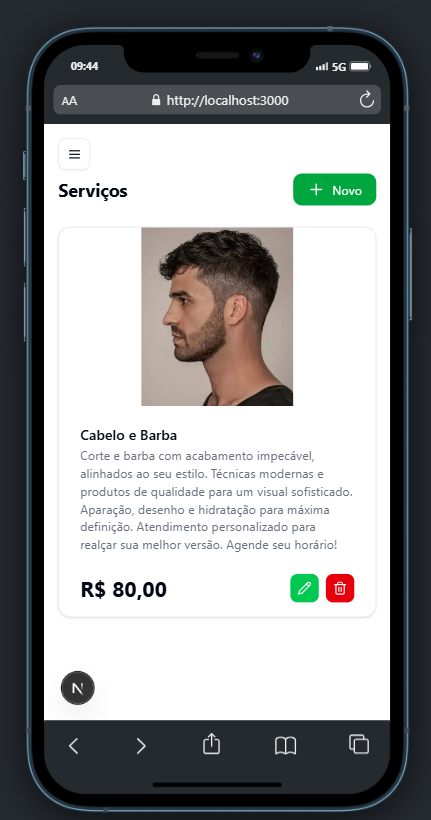 09:44
5G
AA
http://localhost:3000
Serviços
Novo
Cabelo e Barba
Corte e barba com acabamento impecável,
alinhados ao seu estilo. Técnicas modernas e
produtos de qualidade para um visual sofisticado.
Aparação, desenho e hidratação para máxima
definição. Atendimento personalizado para
realçar sua melhor versão. Agende seu horário!
R$ 80,00
N